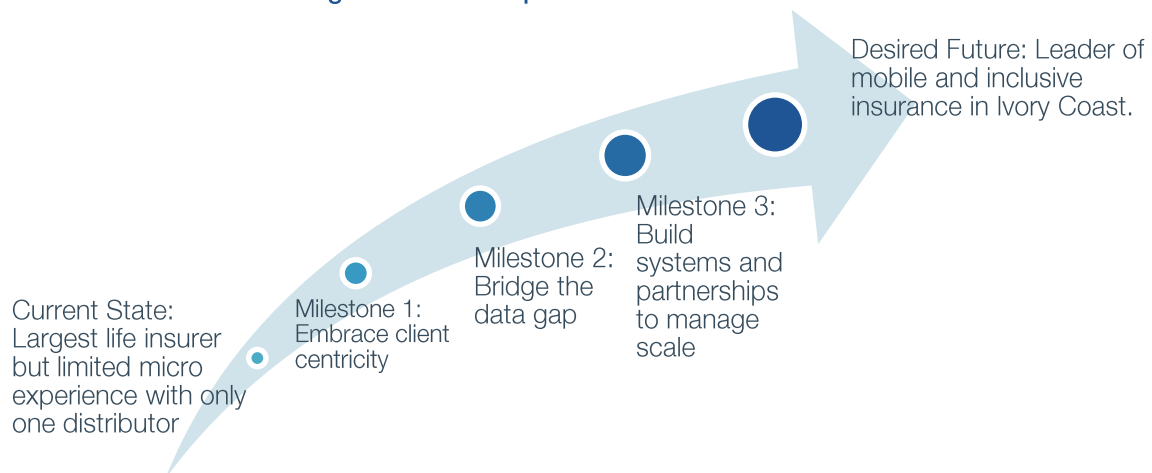 Current State:
Largest life insurer
but limited micro
experience with only
one distributor
Milestone 1:
Embrace client
centricity
Milestone 2:
Bridge the
data gap
Milestone 3:
Build
systems and
partnerships
to manage
scale
Desired Future: Leader of
mobile and inclusive
insurance in Ivory Coast.